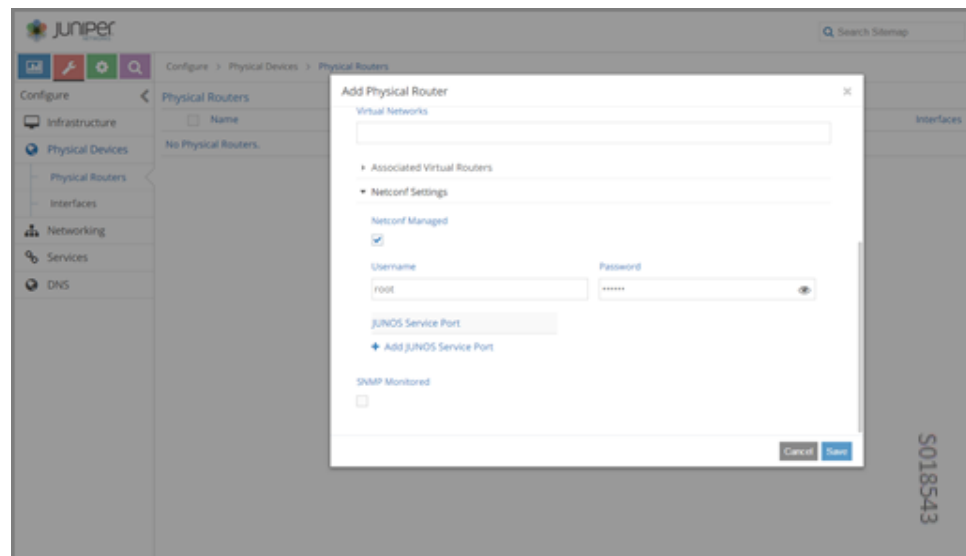 JUNIPER
NETWORKS
Search Sitemap
Configure > Physical Devices > Physical Routers
Configure
Infrastructure
Physical Devices
Physical Routers
Interfaces
Networking
Services
DNS
Physical Routers
Name
Interfaces
No Physical Routers.
Add Physical Router
Virtual Networks
Associated Virtual Routers
Netconf Settings
Netconf Managed
Username
Password
root
••••••
JUNOS Service Port
+ Add JUNOS Service Port
SNMP Monitored
Cancel
Save
S018543